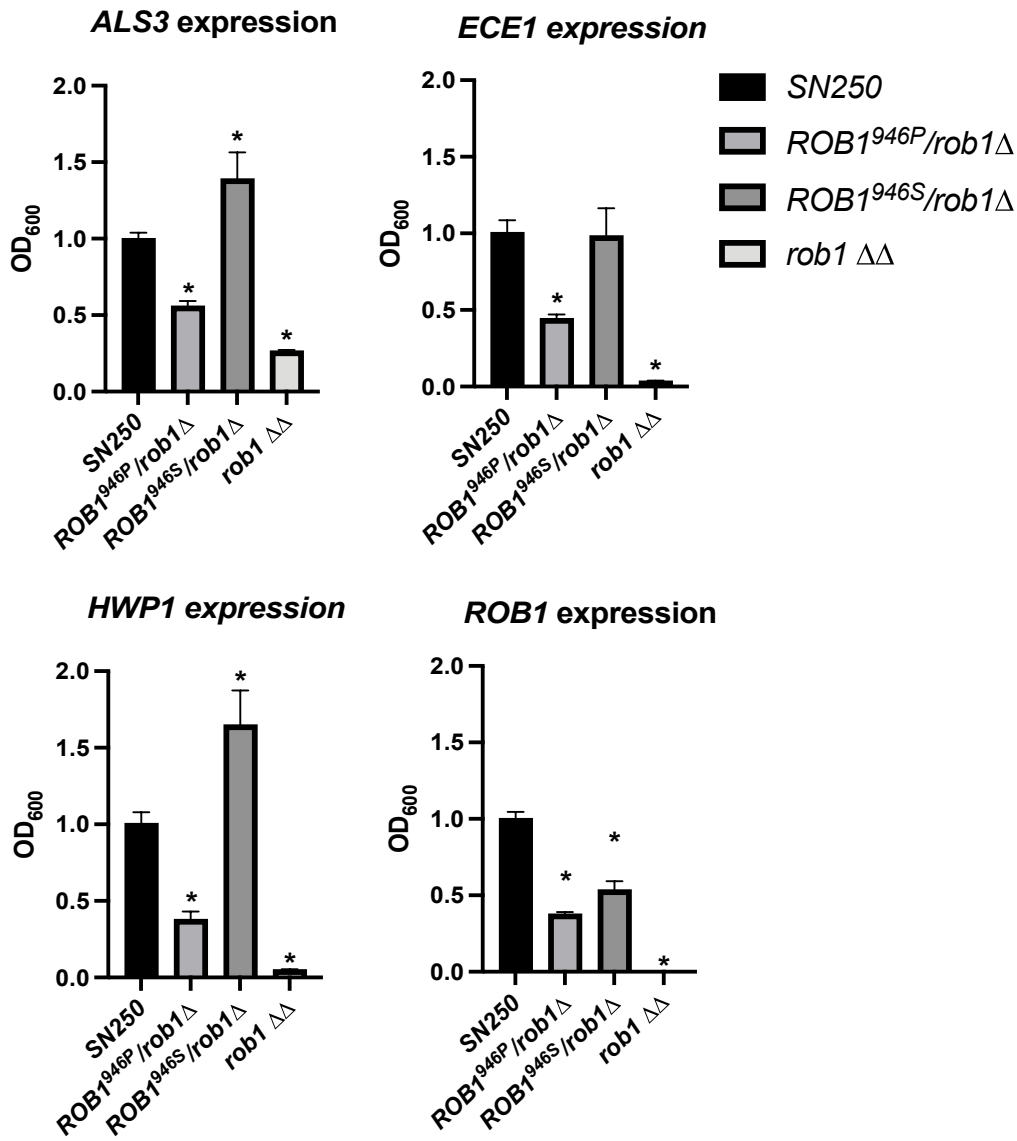 ALS3 expression
2.0
1.5
1.0
0.5
0.0
OD600
*
*
*
SN250
ROB1946P/rob1Δ
ROB1946S/rob1Δ
rob1 ΔΔ
ECE1 expression
2.0
1.5
1.0
0.5
0.0
OD600
*
*
SN250
ROB1946P/rob1Δ
ROB1946S/rob1Δ
rob1 ΔΔ
SN250
ROB1946P/rob1Δ
ROB1946S/rob1Δ
rob1 ΔΔ
HWP1 expression
2.0
1.5
1.0
0.5
0.0
OD600
*
*
*
SN250
ROB1946P/rob1Δ
ROB1946S/rob1Δ
rob1 ΔΔ
ROB1 expression
2.0
1.5
1.0
0.5
0.0
OD600
*
*
*
SN250
ROB1946P/rob1Δ
ROB1946S/rob1Δ
rob1 ΔΔ